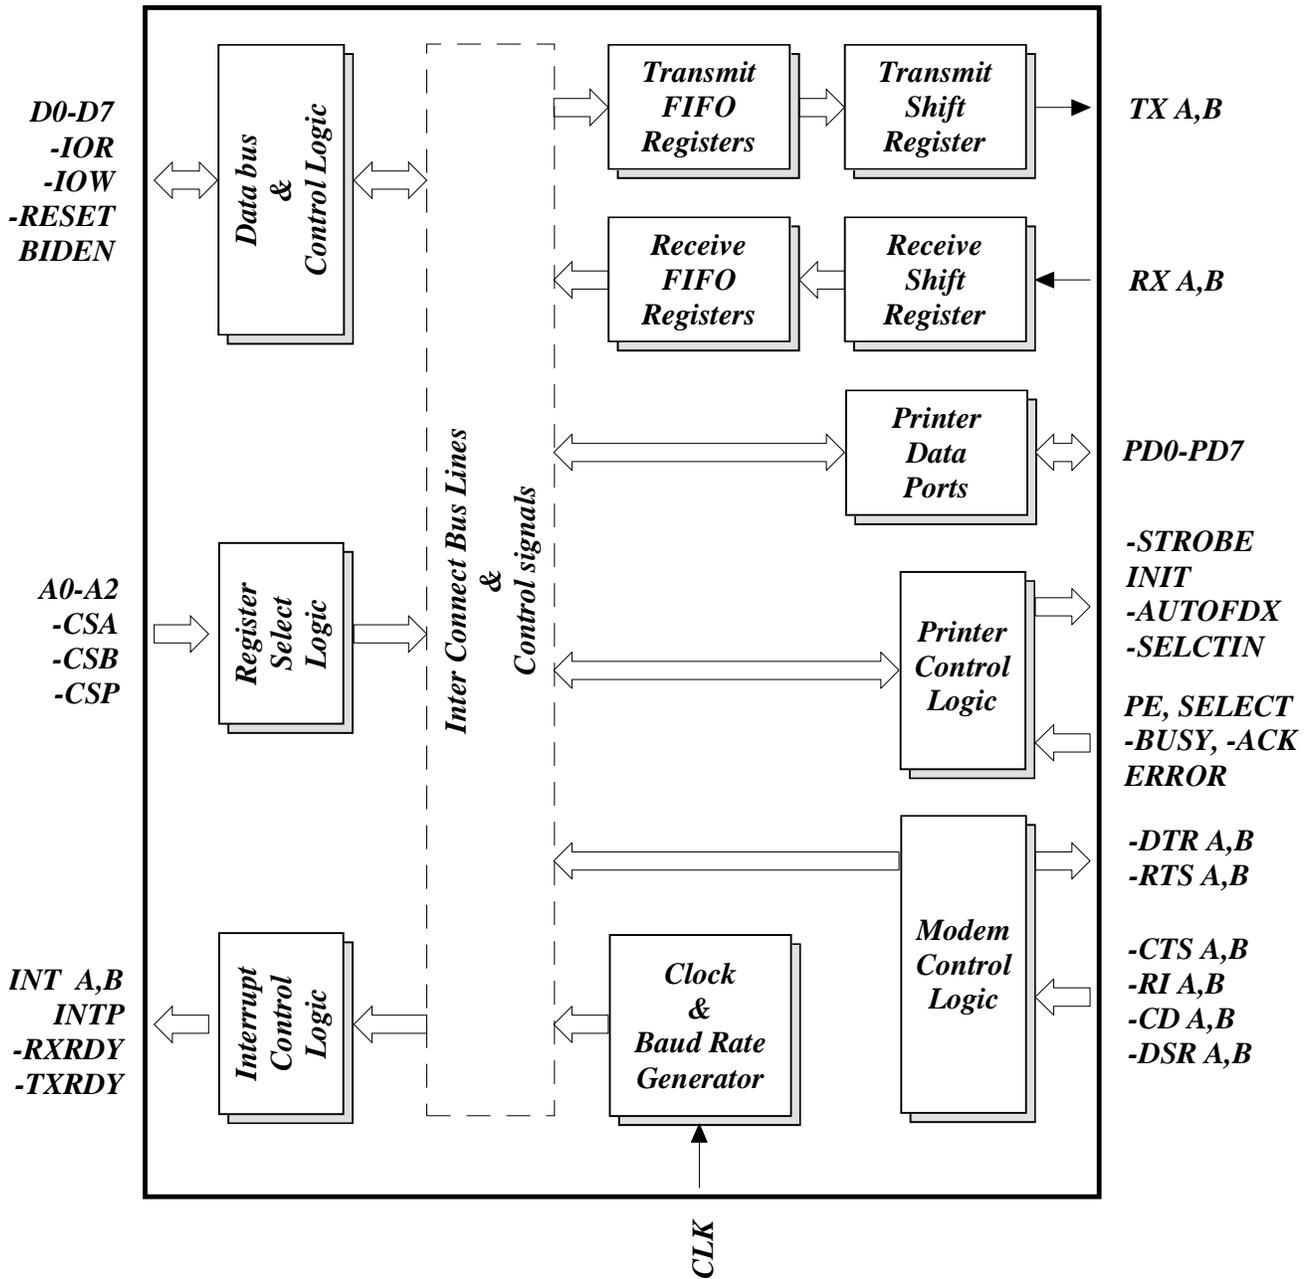 D0-D7
-IOR
-IOW
-RESET
BIDEN
Data bus
&
Control Logic
A0-A2
-CSA
-CSB
-CSP
Register
Select
Logic
INT A,B
INTP
-RXRDY
-TXRDY
Interrupt
Control
Logic
Inter Connect Bus Lines
&
Control signals
Transmit
FIFO
Registers
Transmit
Shift
Register
TX A,B
Receive
FIFO
Registers
Receive
Shift
Register
RX A,B
Printer
Data
Ports
PD0-PD7
Printer
Control
Logic
-STROBE
INIT
-AUTOFDX
-SELCTIN
PE, SELECT
-BUSY, -ACK
ERROR
Modem
Control
Logic
-DTR A,B
-RTS A,B
-CTS A,B
-RI A,B
-CD A,B
-DSR A,B
Clock
&
Baud Rate
Generator
CLK